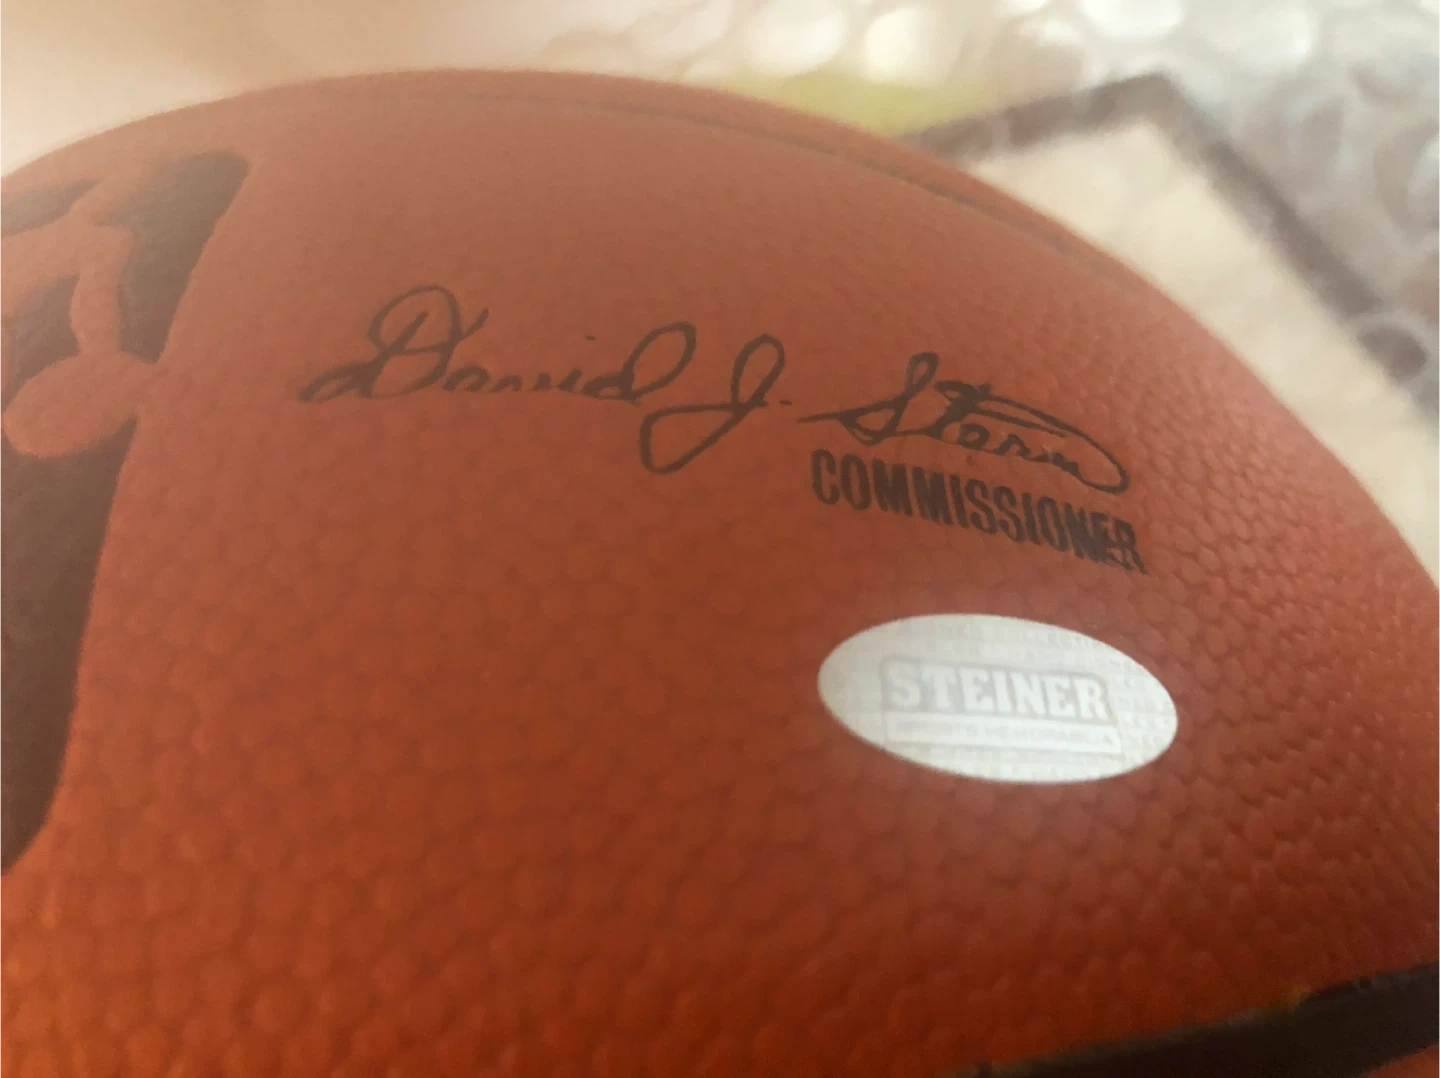 David J. Stern
COMMISSIONER
STEINER